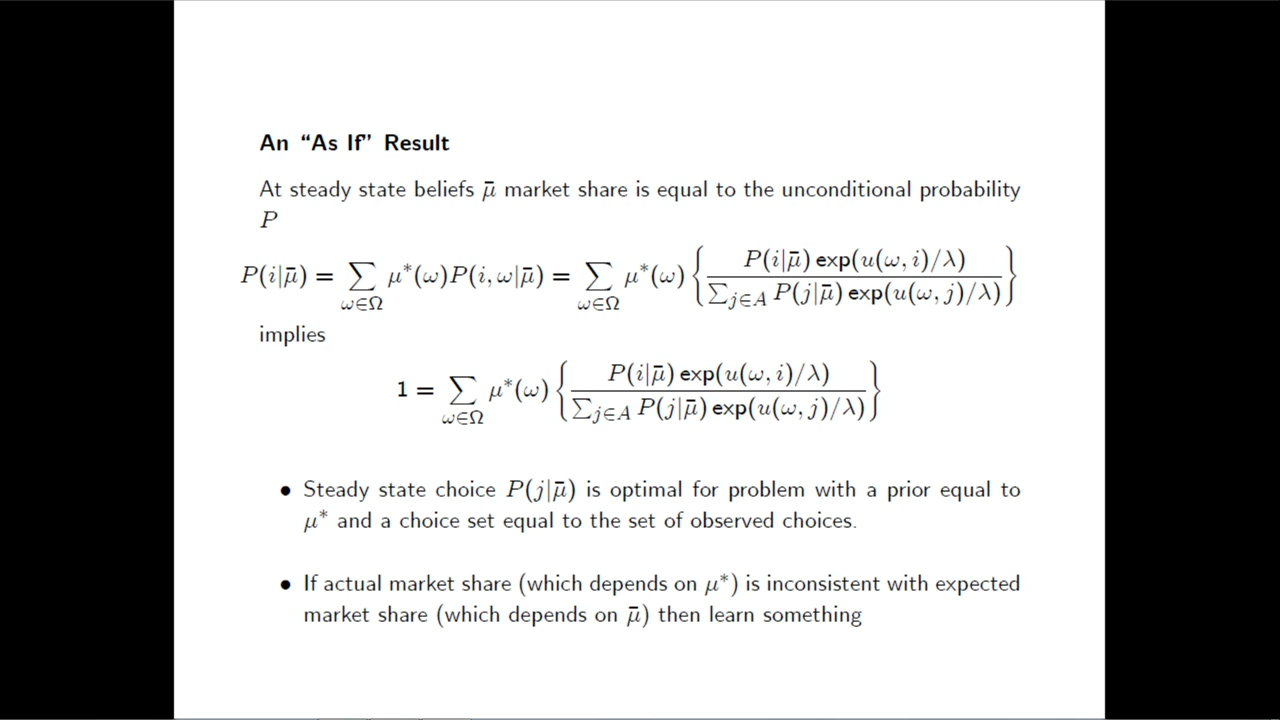 An “As If” Result
At steady state beliefs μ̄ market share is equal to the unconditional probability
P
P(i|μ̄) = ∑_{ω∈Ω} μ*(ω)P(i, ω|μ̄) = ∑_{ω∈Ω} μ*(ω) { P(i|μ̄) exp(u(ω, i)/λ) / ∑_{j∈A} P(j|μ̄) exp(u(ω, j)/λ) }
implies
1 = ∑_{ω∈Ω} μ*(ω) { P(i|μ̄) exp(u(ω, i)/λ) / ∑_{j∈A} P(j|μ̄) exp(u(ω, j)/λ) }
• Steady state choice P(j|μ̄) is optimal for problem with a prior equal to
μ* and a choice set equal to the set of observed choices.
• If actual market share (which depends on μ*) is inconsistent with expected
market share (which depends on μ̄) then learn something